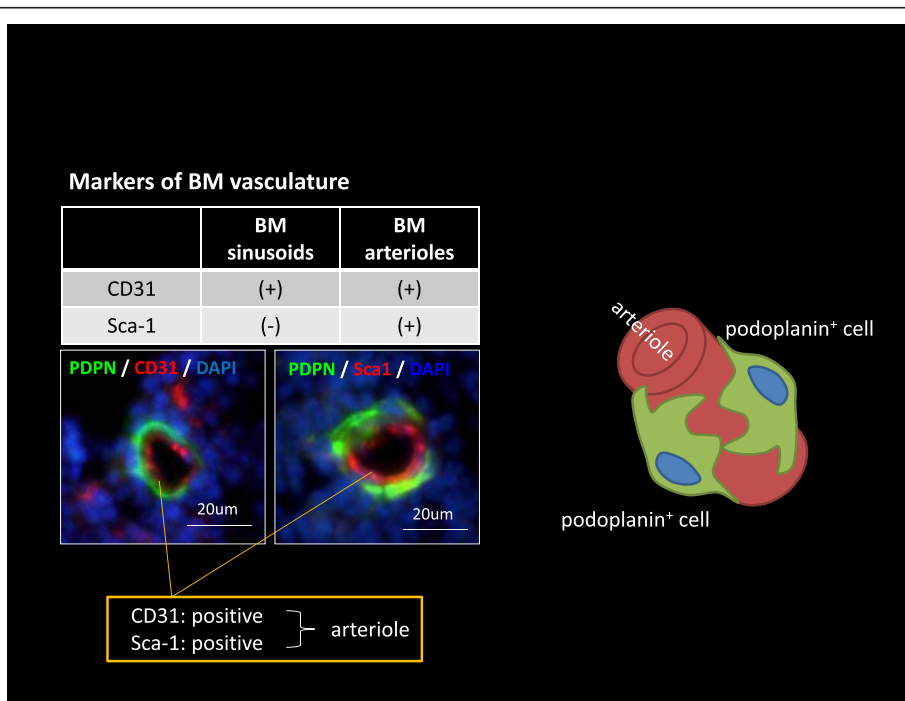 Markers of BM vasculature
BM sinusoids
BM arterioles
CD31 (+) (+)
Sca-1 (-) (+)
PDPN / CD31 / DAPI
PDPN / Sca1 / DAPI
20um
20um
CD31: positive
Sca-1: positive
arteriole
arteriole
podoplanin⁺ cell
podoplanin⁺ cell